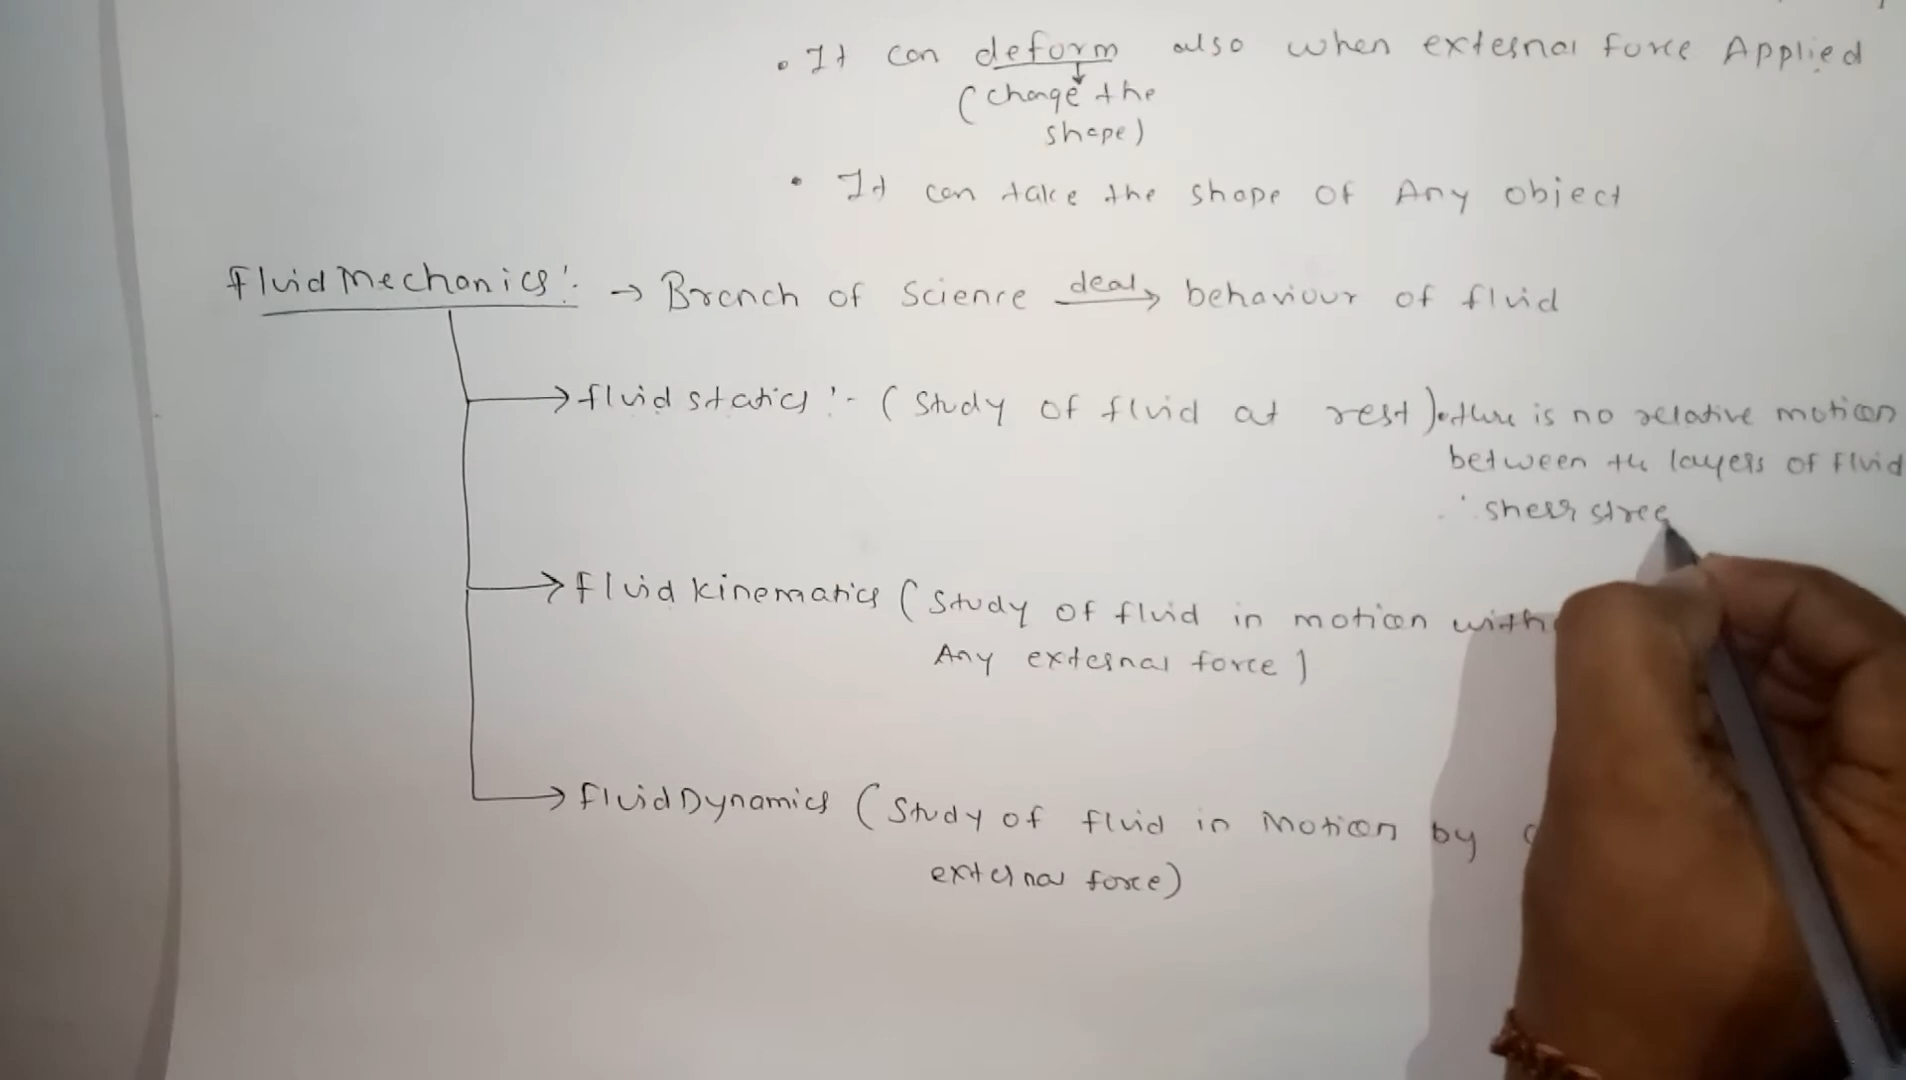 • It can deform also when external force Applied
(change the
shape)
• It can take the shape of Any object
fluid Mechanics :- → Branch of Science deal → behaviour of fluid
→ fluid statics :- (Study of fluid at rest) • there is no relative motion
between the layers of fluid
• shear stres
→ fluid kinematics (Study of fluid in motion with
Any external force)
→ fluid Dynamics (Study of fluid in Motion by
external force)